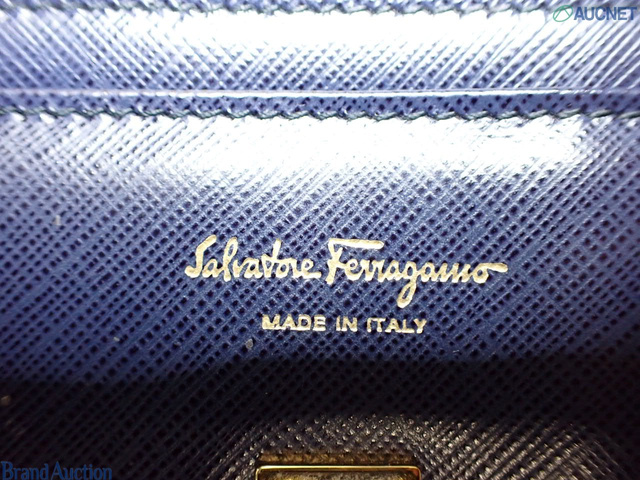 AUCNET
Salvatore Ferragamo
MADE IN ITALY
Brand Auction